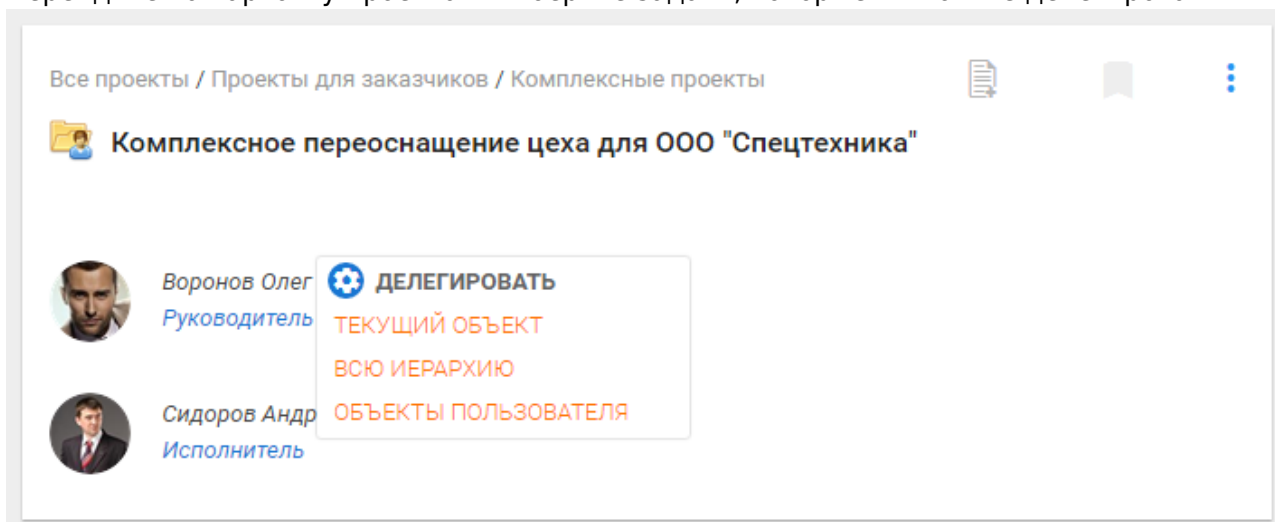 Все проекты / Проекты для заказчиков / Комплексные проекты
Комплексное переоснащение цеха для ООО "Спецтехника"
Воронов Олег
Руководитель
ДЕЛЕГИРОВАТЬ
ТЕКУЩИЙ ОБЪЕКТ
ВСЮ ИЕРАРХИЮ
ОБЪЕКТЫ ПОЛЬЗОВАТЕЛЯ
Сидоров Андр
Исполнитель